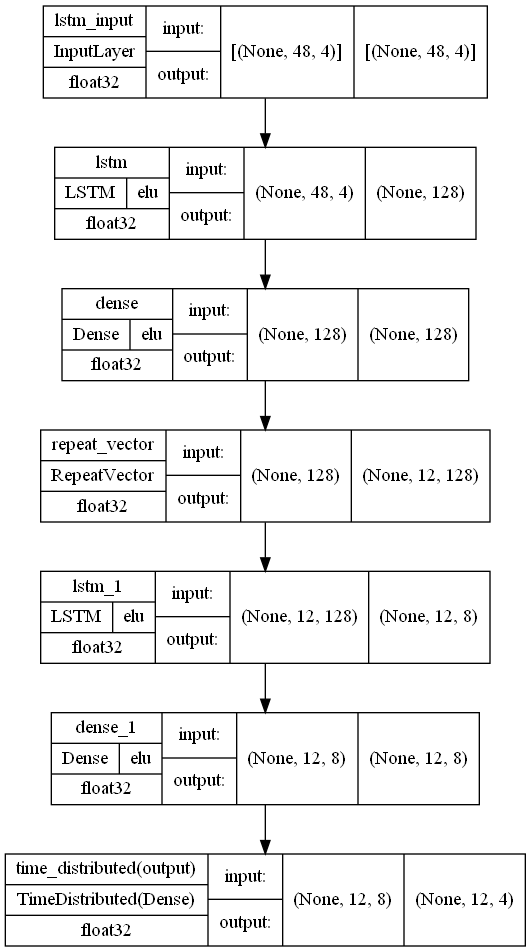 lstm_input
InputLayer
float32
input:
output:
[(None, 48, 4)]
[(None, 48, 4)]
lstm
LSTM
elu
float32
input:
output:
(None, 48, 4)
(None, 128)
dense
Dense
elu
float32
input:
output:
(None, 128)
(None, 128)
repeat_vector
RepeatVector
float32
input:
output:
(None, 128)
(None, 12, 128)
lstm_1
LSTM
elu
float32
input:
output:
(None, 12, 128)
(None, 12, 8)
dense_1
Dense
elu
float32
input:
output:
(None, 12, 8)
(None, 12, 8)
time_distributed(output)
TimeDistributed(Dense)
float32
input:
output:
(None, 12, 8)
(None, 12, 4)